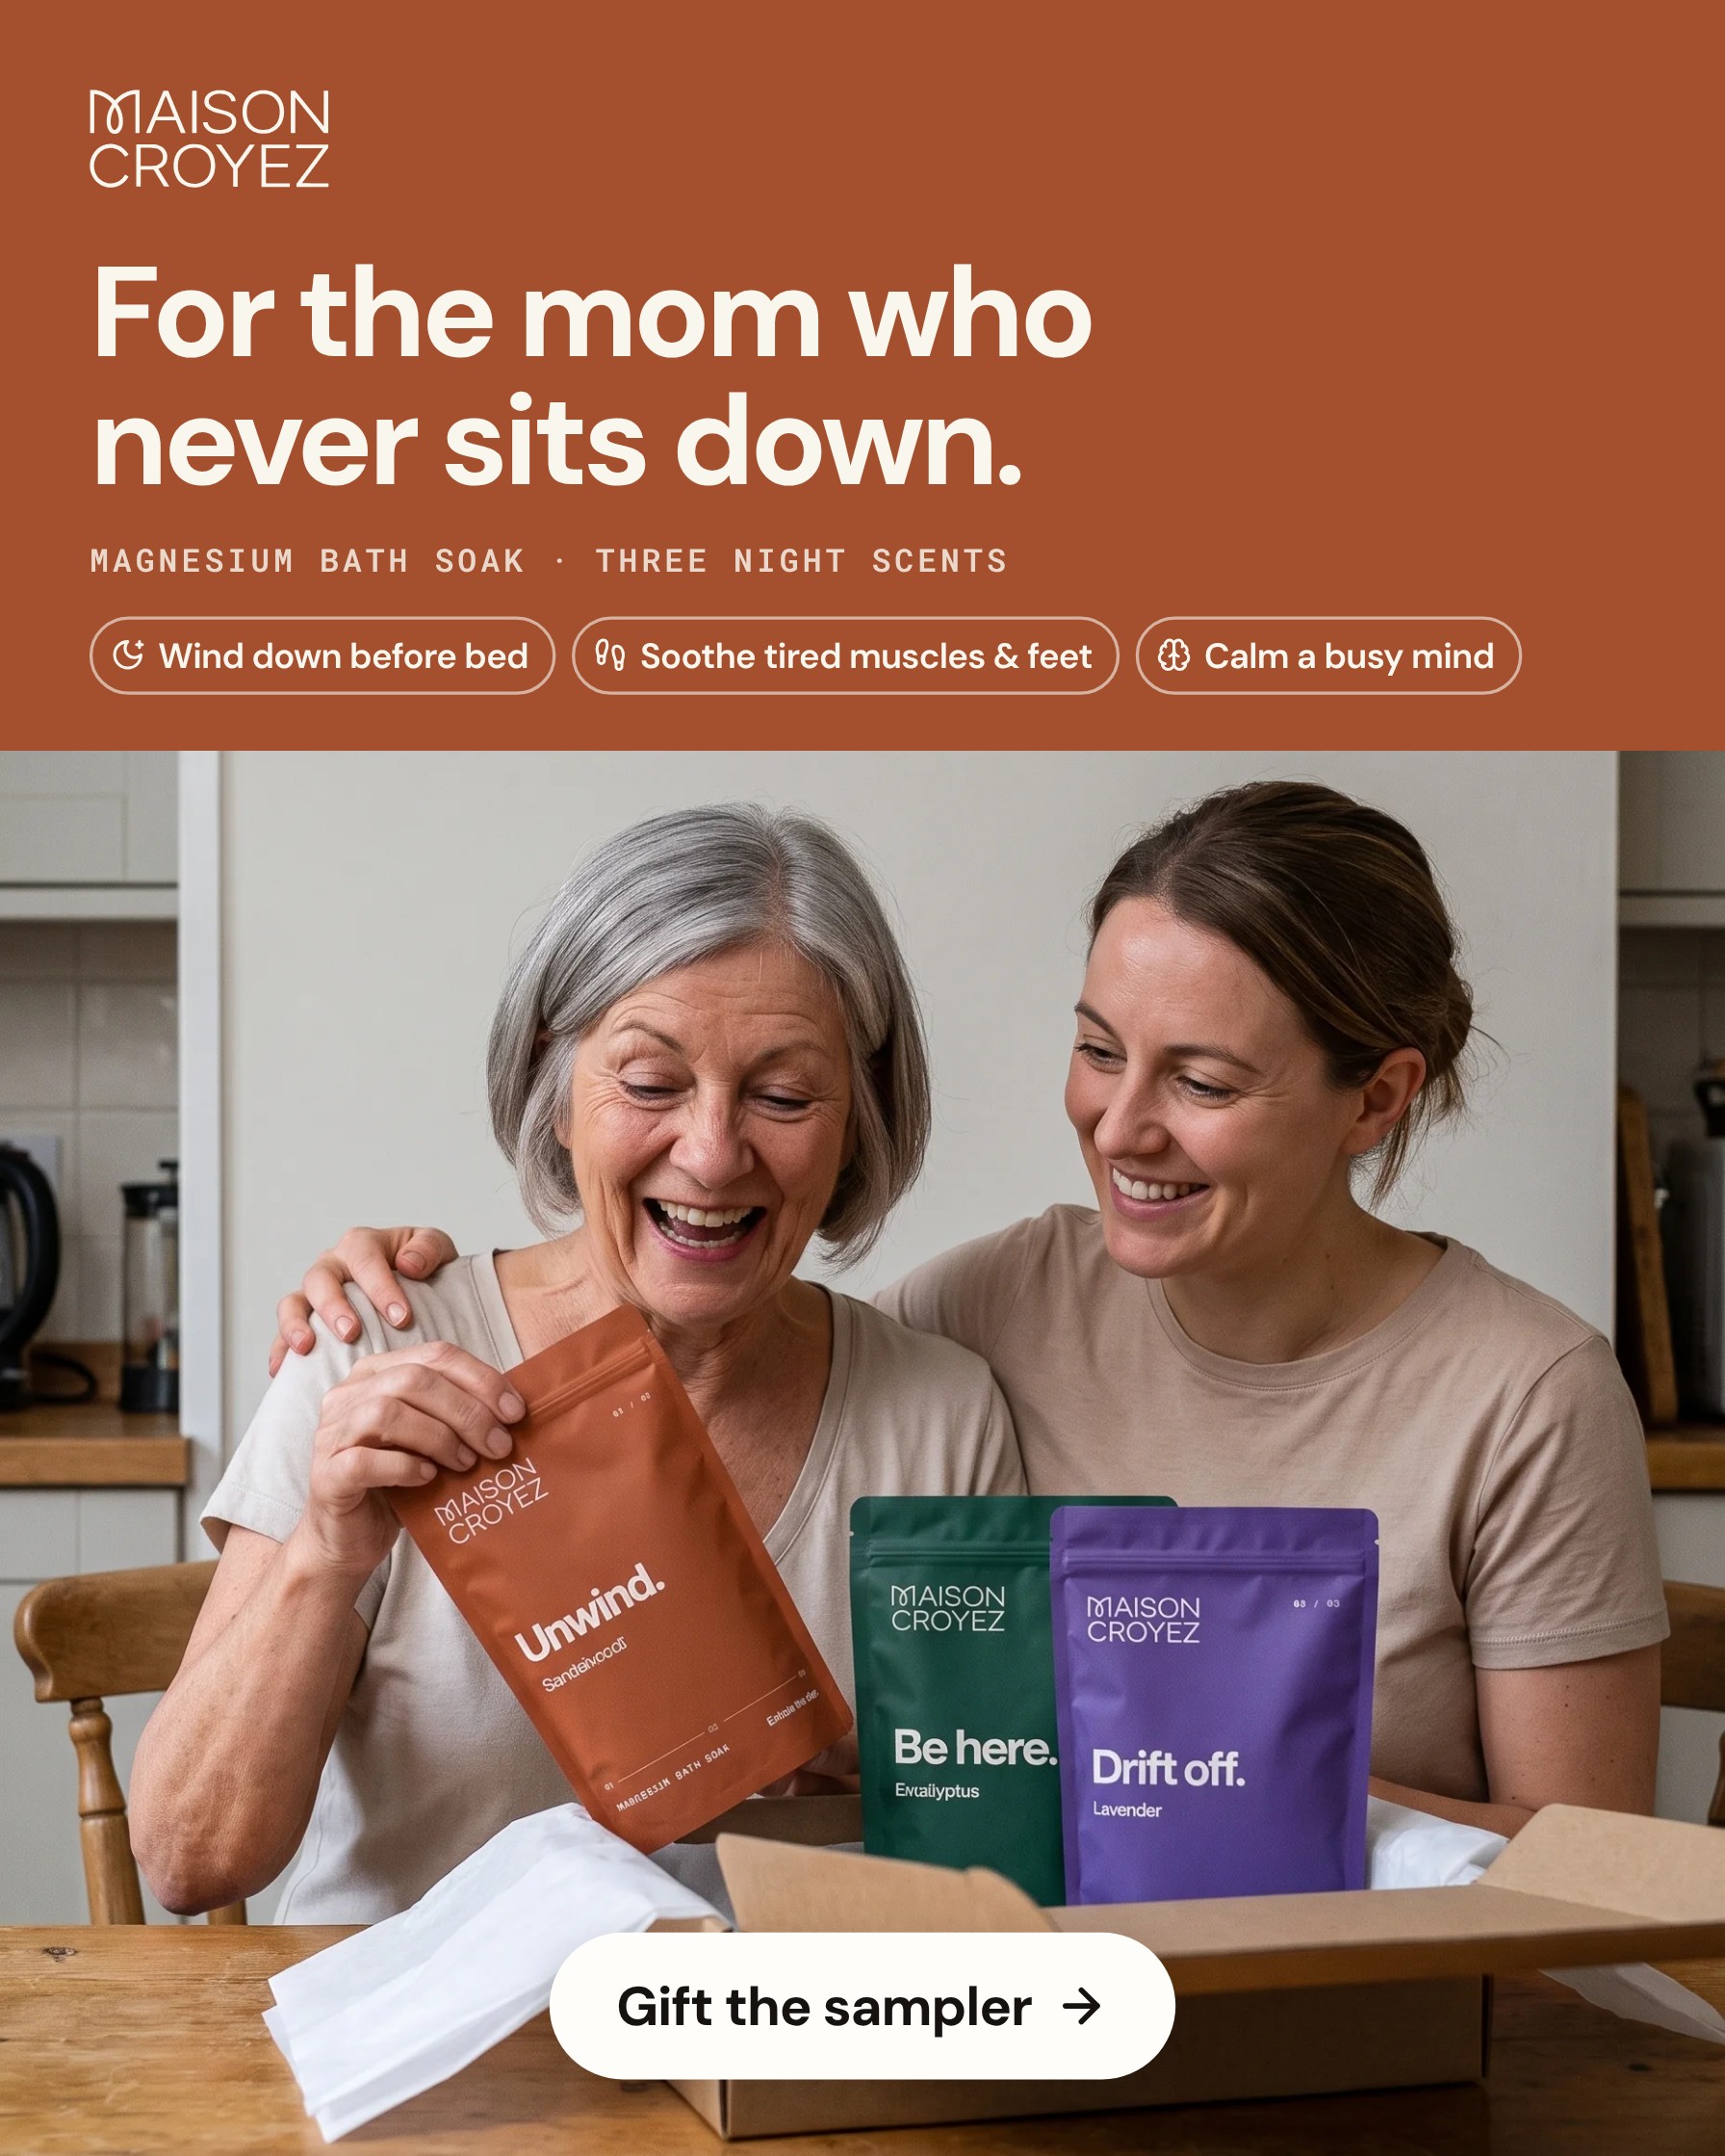 MAISON
CROYEZ
For the mom who
never sits down.
MAGNESIUM BATH SOAK · THREE NIGHT SCENTS
Wind down before bed
Soothe tired muscles & feet
Calm a busy mind
MAISON
CROYEZ
Unwind.
01
03
BATH SOAK
MAISON
CROYEZ
Be here.
MAISON
CROYEZ
03 / 03
Drift off.
Lavender
Gift the sampler →